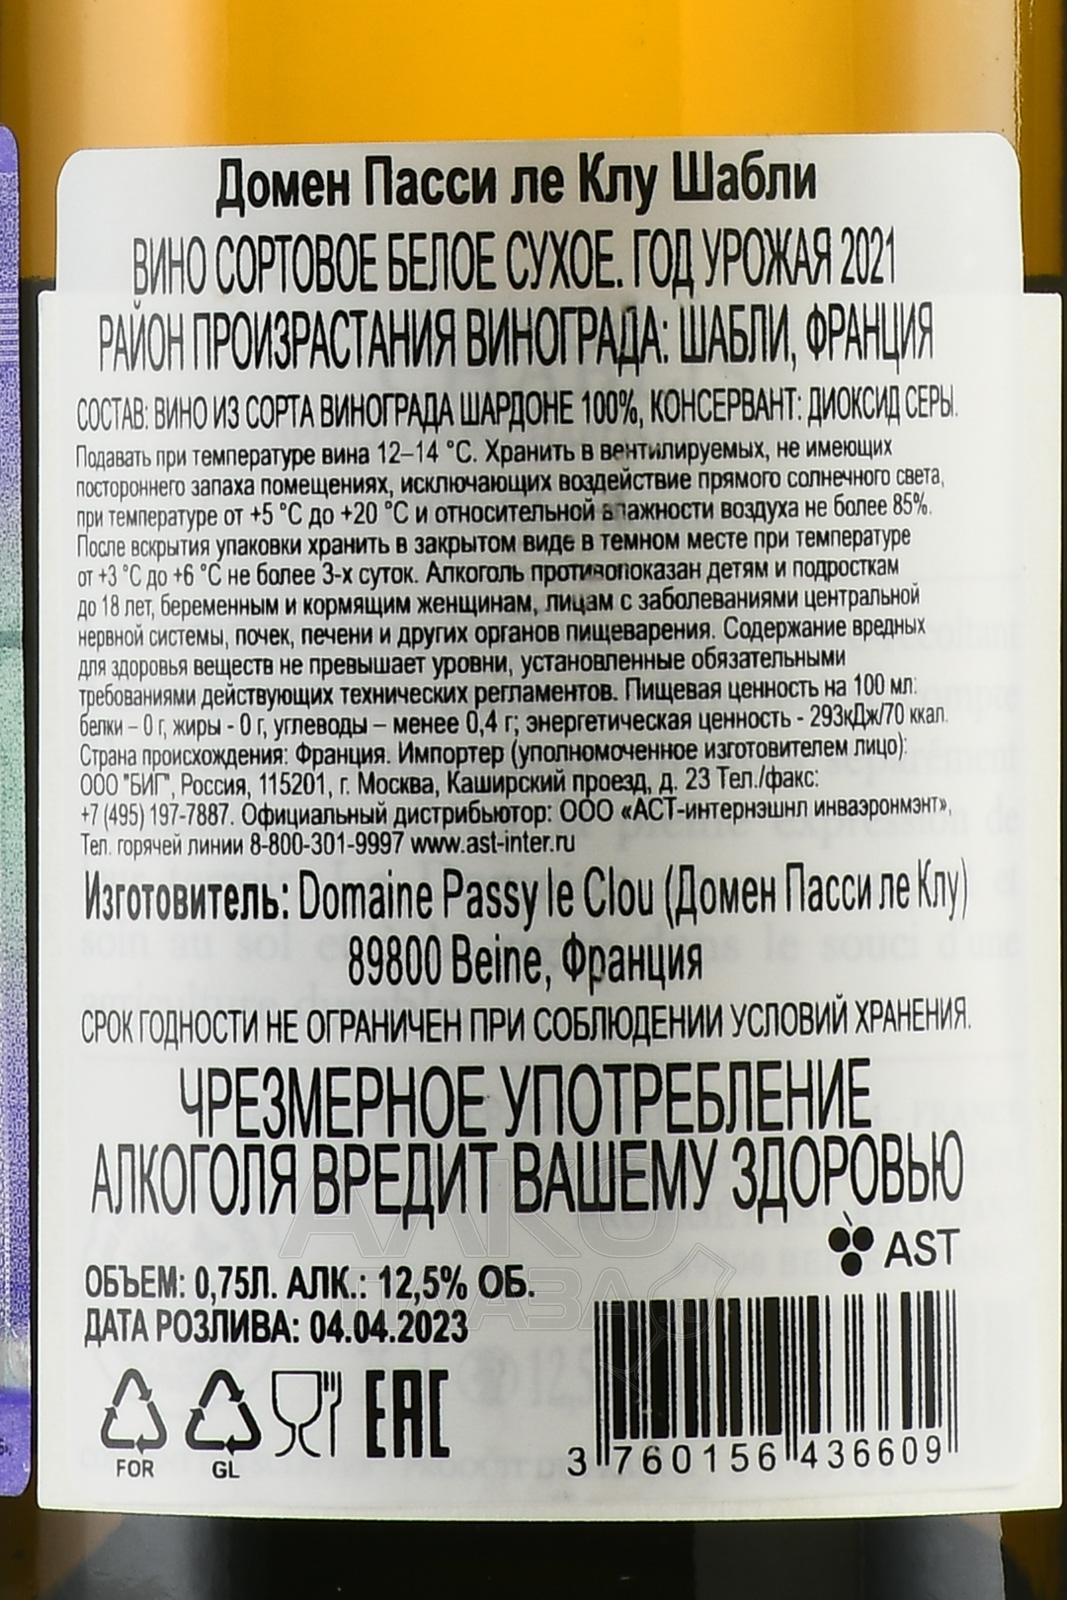 Домен Пасси ле Клу Шабли
ВИНО СОРТОВОЕ БЕЛОЕ СУХОЕ. ГОД УРОЖАЯ 2021
РАЙОН ПРОИЗРАСТАНИЯ ВИНОГРАДА: ШАБЛИ, ФРАНЦИЯ
СОСТАВ: ВИНО ИЗ СОРТА ВИНОГРАДА ШАРДОНЕ 100%, КОНСЕРВАНТ: ДИОКСИД СЕРЫ.
Подавать при температуре вина 12–14 °C. Хранить в вентилируемых, не имеющих
постороннего запаха помещениях, исключающих воздействие прямого солнечного света,
при температуре от +5 °C до +20 °C и относительной влажности воздуха не более 85%.
После вскрытия упаковки хранить в закрытом виде в темном месте при температуре
от +3 °C до +6 °C не более 3-х суток. Алкоголь противопоказан детям и подросткам
до 18 лет, беременным и кормящим женщинам, лицам с заболеваниями центральной
нервной системы, почек, печени и других органов пищеварения. Содержание вредных
для здоровья веществ не превышает уровни, установленные обязательными
требованиями действующих технических регламентов. Пищевая ценность на 100 мл:
белки – 0 г, жиры - 0 г, углеводы – менее 0,4 г; энергетическая ценность - 293кДж/70 ккал.
Страна происхождения: Франция. Импортер (уполномоченное изготовителем лицо):
ООО "БИГ", Россия, 115201, г. Москва, Каширский проезд, д. 23 Тел./факс:
+7 (495) 197-7887. Официальный дистрибьютор: ООО «АСТ-интернэшнл инваэронмэнт»,
Тел. горячей линии 8-800-301-9997 www.ast-inter.ru
Изготовитель: Domaine Passy le Clou (Домен Пасси ле Клу)
89800 Beine, Франция
СРОК ГОДНОСТИ НЕ ОГРАНИЧЕН ПРИ СОБЛЮДЕНИИ УСЛОВИЙ ХРАНЕНИЯ.
ЧРЕЗМЕРНОЕ УПОТРЕБЛЕНИЕ
АЛКОГОЛЯ ВРЕДИТ ВАШЕМУ ЗДОРОВЬЮ
AST
АЛКО
ПЛАЗА
ОБЪЕМ: 0,75Л. АЛК.: 12,5% ОБ.
ДАТА РОЗЛИВА: 04.04.2023
FOR GL EAC
3 760156 436609